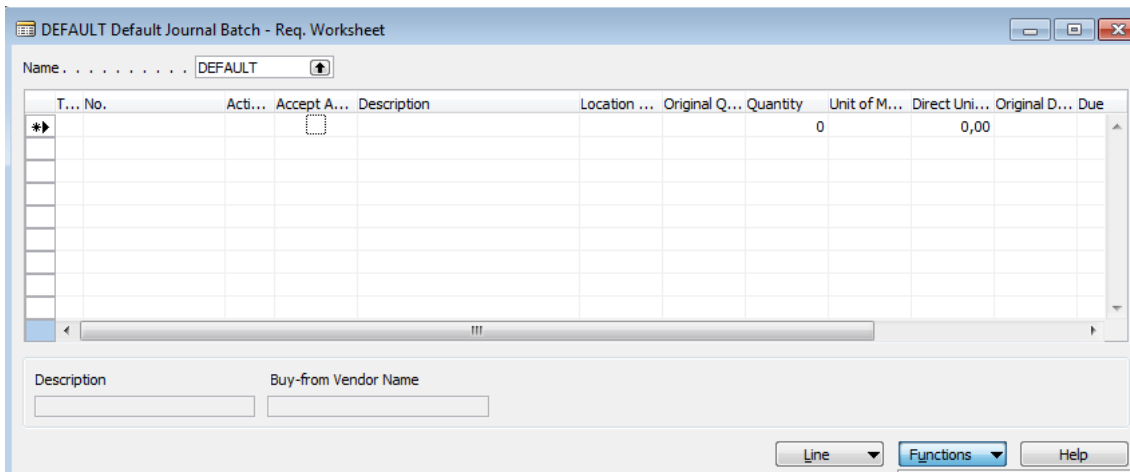 DEFAULT Default Journal Batch - Req. Worksheet
Name. . . . . . . . . . DEFAULT
T... No. Acti... Accept A... Description Location ... Original Q... Quantity Unit of M... Direct Uni... Original D... Due
0 0,00
Description Buy-from Vendor Name
Line Functions Help